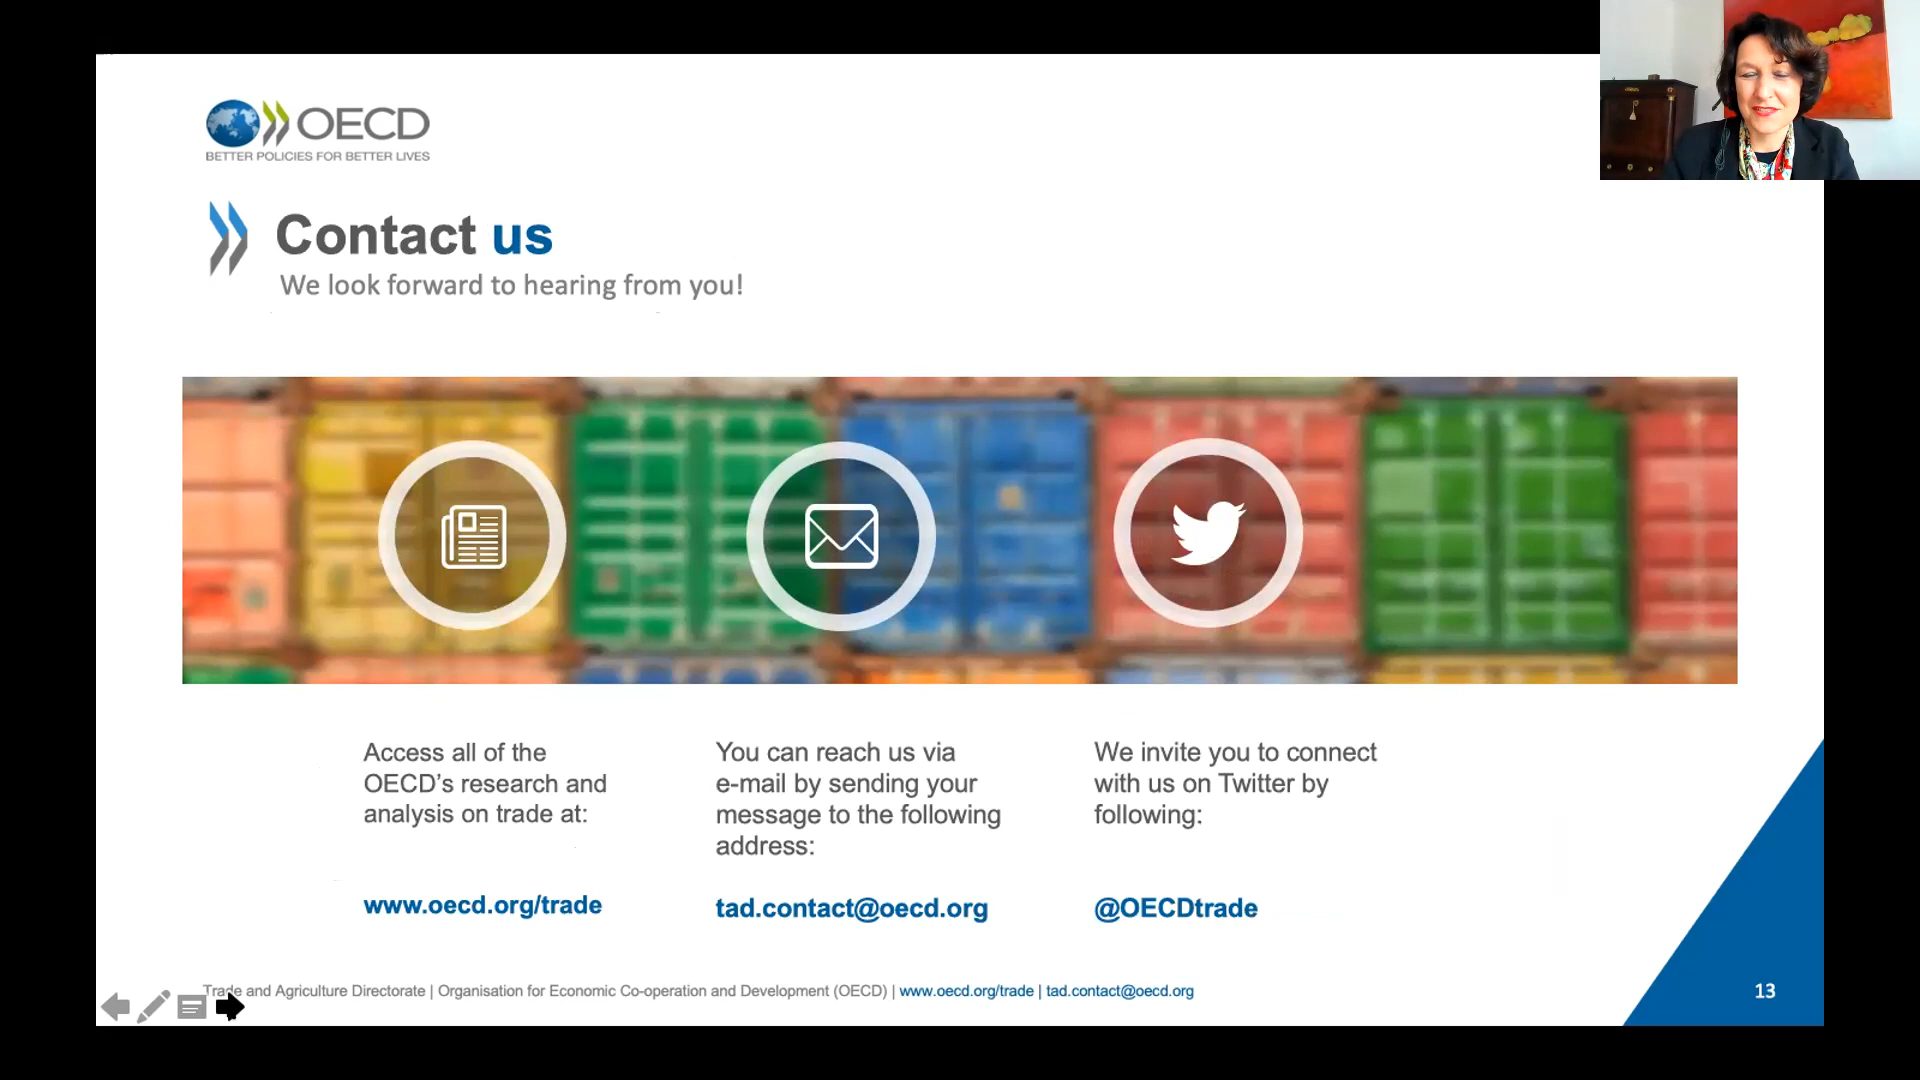 OECD
BETTER POLICIES FOR BETTER LIVES
Contact us
We look forward to hearing from you!
Access all of the
OECD’s research and
analysis on trade at:
www.oecd.org/trade
You can reach us via
e-mail by sending your
message to the following
address:
tad.contact@oecd.org
We invite you to connect
with us on Twitter by
following:
@OECDtrade
Trade and Agriculture Directorate | Organisation for Economic Co-operation and Development (OECD) | www.oecd.org/trade | tad.contact@oecd.org
13